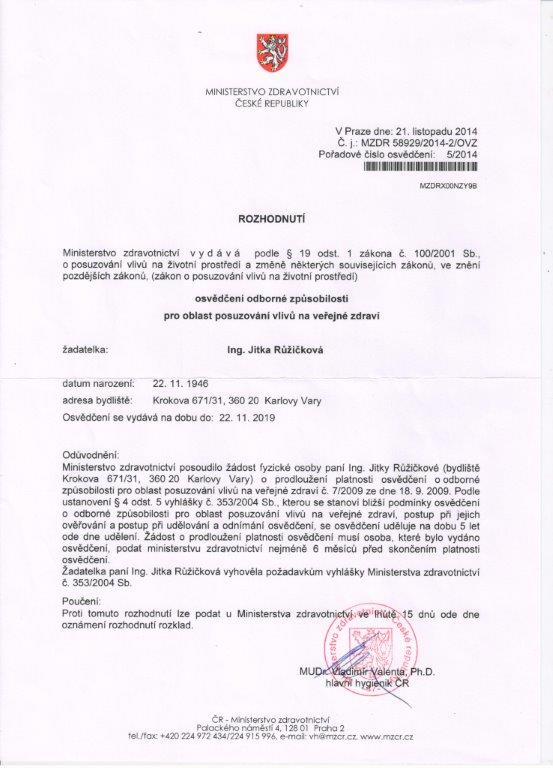 MINISTERSTVO ZDRAVOTNICTVÍ
ČESKÉ REPUBLIKY
V Praze dne: 21. listopadu 2014
Č. j.: MZDR 58929/2014-2/OVZ
Pořadové číslo osvědčení: 5/2014
MZDRX00NZY9B
ROZHODNUTÍ
Ministerstvo zdravotnictví v y d á v á podle § 19 odst. 1 zákona č. 100/2001 Sb.,
o posuzování vlivů na životní prostředí a změně některých souvisejících zákonů, ve znění
pozdějších zákonů, (zákon o posuzování vlivů na životní prostředí)
osvědčení odborné způsobilosti
pro oblast posuzování vlivů na veřejné zdraví
žadatelka: Ing. Jitka Růžičková
datum narození: 22. 11. 1946
adresa bydliště: Krokova 671/31, 360 20 Karlovy Vary
Osvědčení se vydává na dobu do: 22. 11. 2019
Odůvodnění:
Ministerstvo zdravotnictví posoudilo žádost fyzické osoby paní Ing. Jitky Růžičkové (bydliště
Krokova 671/31, 360 20 Karlovy Vary) o prodloužení platnosti osvědčení o odborné
způsobilosti pro oblast posuzování vlivů na veřejné zdraví č. 7/2009 ze dne 18. 9. 2009. Podle
ustanovení § 4 odst. 5 vyhlášky č. 353/2004 Sb., kterou se stanoví bližší podmínky osvědčení
o odborné způsobilosti pro oblast posuzování vlivů na veřejné zdraví, postup při jejich
ověřování a postup při udělování a odnímání osvědčení, se osvědčení uděluje na dobu 5 let
ode dne udělení. Žádost o prodloužení platnosti osvědčení musí osoba, které bylo vydáno
osvědčení, podat ministerstvu zdravotnictví nejméně 6 měsíců před skončením platnosti
osvědčení.
Žadatelka paní Ing. Jitka Růžičková vyhověla požadavkům vyhlášky Ministerstva zdravotnictví
č. 353/2004 Sb.
Poučení:
Proti tomuto rozhodnutí lze podat u Ministerstva zdravotnictví ve lhůtě 15 dnů ode dne
oznámení rozhodnutí rozklad.
MUDr. Vladimír Valenta, Ph.D.
hlavní hygienik ČR
ČR - Ministerstvo zdravotnictví
Palackého náměstí 4, 128 01 Praha 2
tel./fax: +420 224 972 434/224 915 996, e-mail: vh@mzcr.cz, www.mzcr.cz